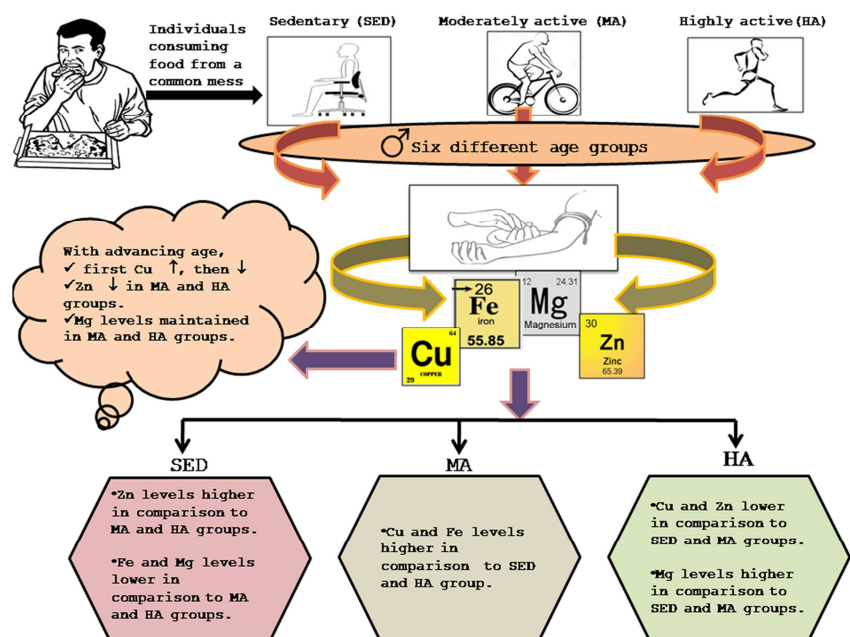 Individuals
consuming
food from a
common mess
Sedentary (SED)
Moderately active (MA)
Highly active(HA)
♂Six different age groups
With advancing age,
✓ first Cu ↑, then ↓
✓Zn ↓ in MA and HA
groups.
✓Mg levels maintained
in MA and HA groups.
26
Fe
iron
55.85
12 24.31
Mg
Magnesium
64
Cu
COPPER
29
30
Zn
Zinc
65.39
SED
•Zn levels higher
in comparison to
MA and HA groups.
•Fe and Mg levels
lower in
comparison to MA
and HA groups.
MA
•Cu and Fe levels
higher in
comparison to SED
and HA group.
HA
•Cu and Zn lower
in comparison to
SED and MA groups.
•Mg levels higher
in comparison to
SED and MA groups.